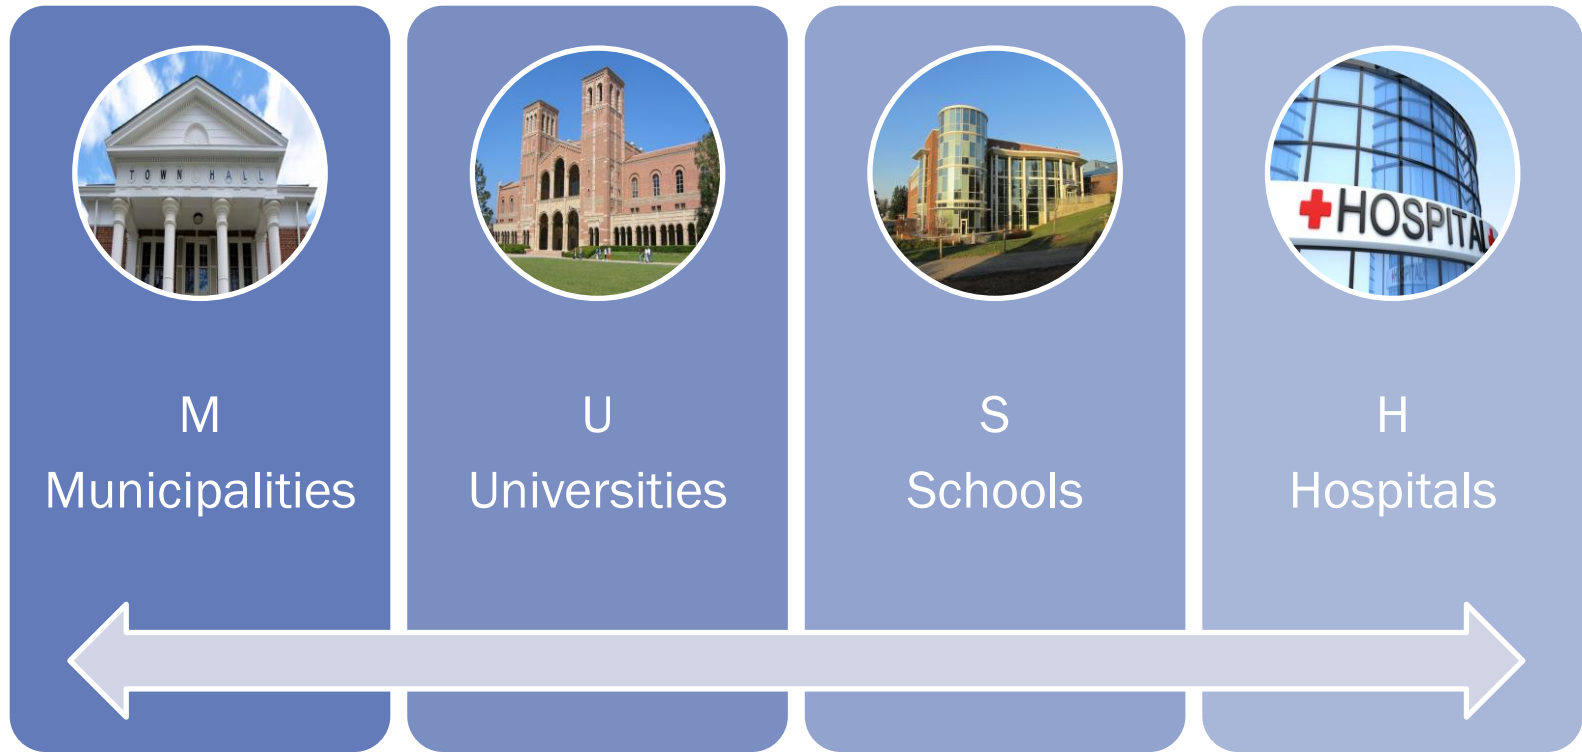 TOWN HALL
M
Municipalities
U
Universities
S
Schools
HOSPITAL
H
Hospitals